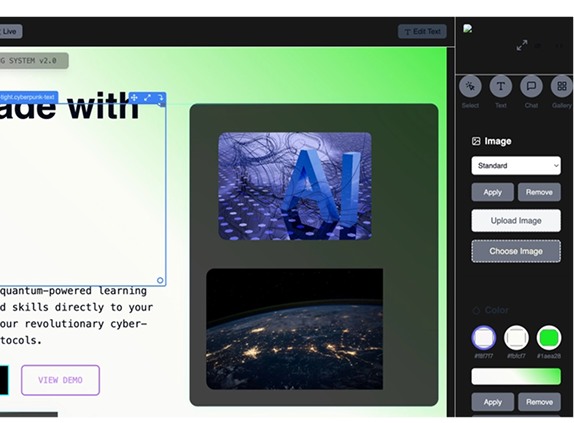 Live
Edit Text
G SYSTEM v2.0
light.cyberpunk-text
ade with
AI
quantum-powered learning
d skills directly to your
our revolutionary cyber-
tocols.
VIEW DEMO
Select
Text
Chat
Gallery
Image
Standard
Apply
Remove
Upload Image
Choose Image
Color
#f8f7f7
#fbfcf7
#1aea28
Apply
Remove